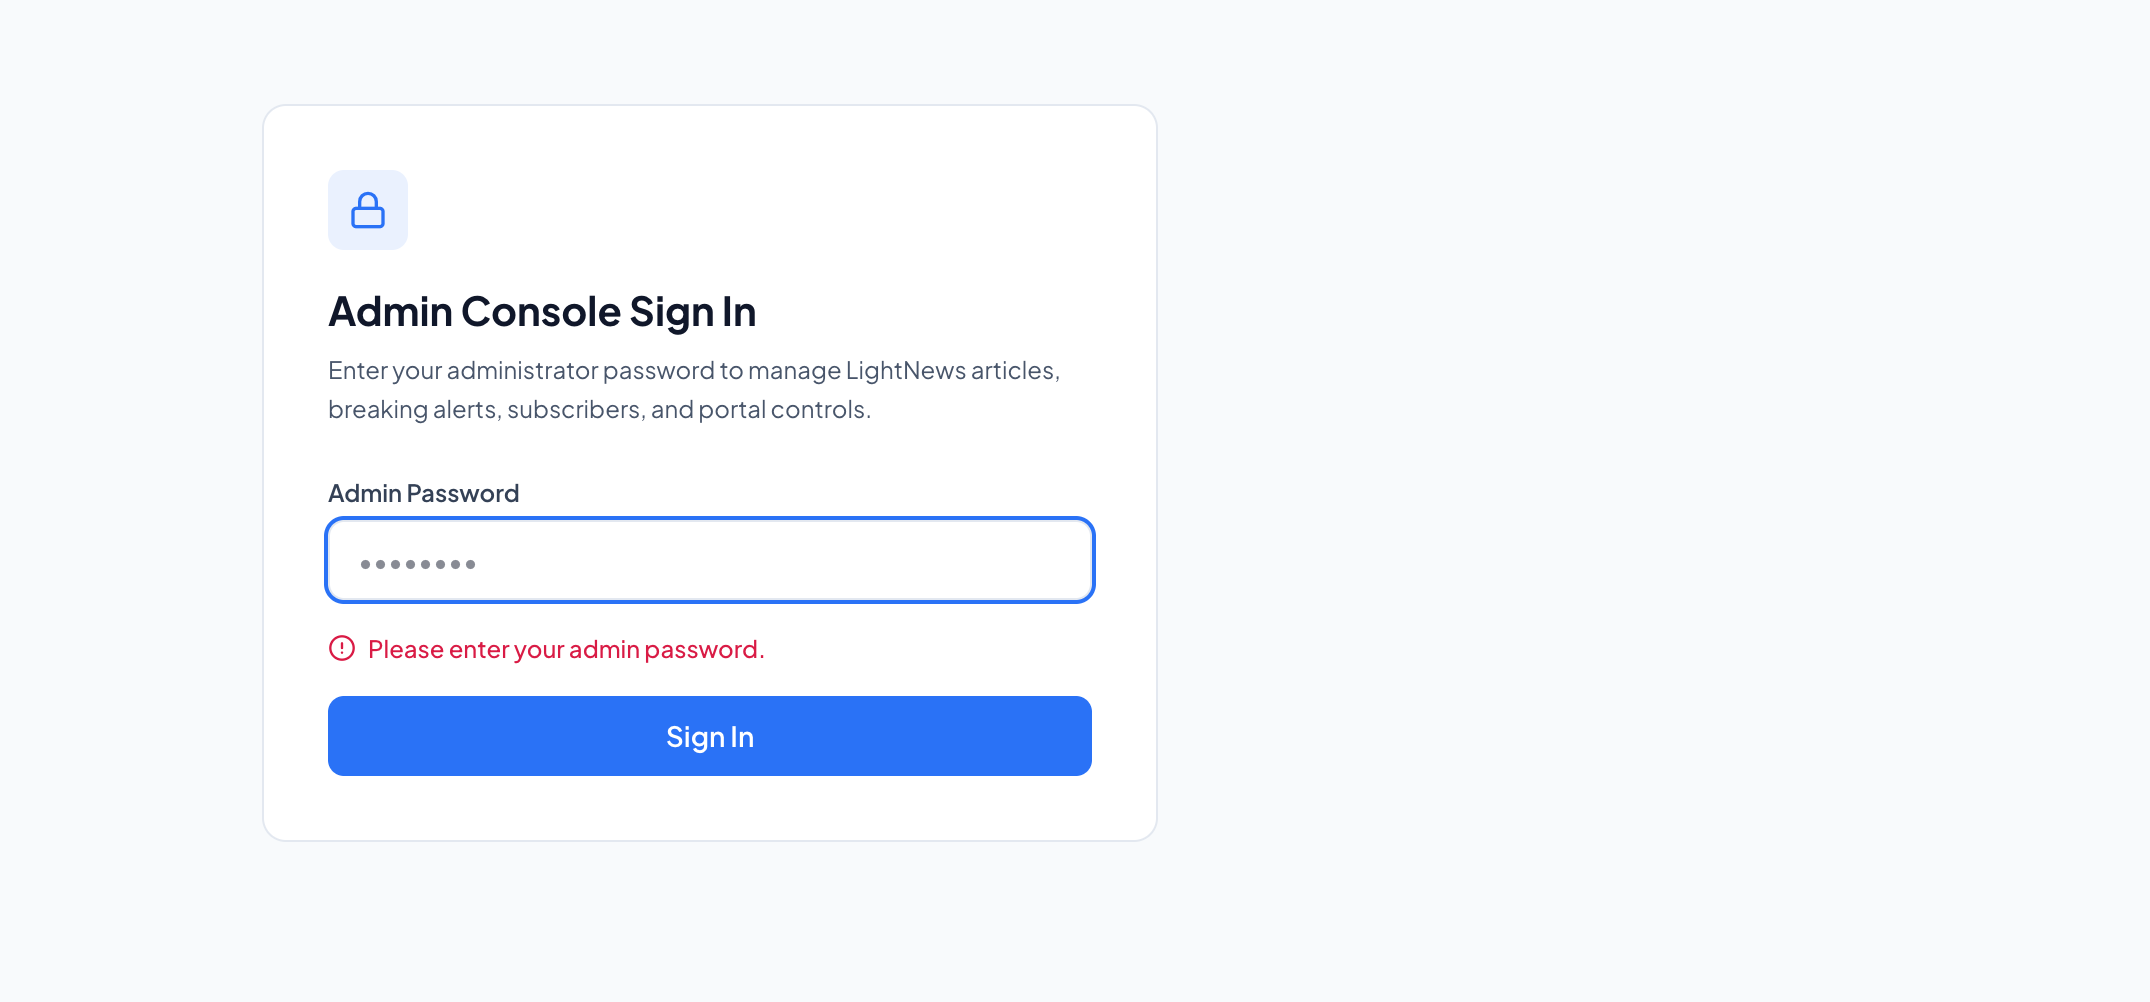 Admin Console Sign In
Enter your administrator password to manage LightNews articles,
breaking alerts, subscribers, and portal controls.
Admin Password
••••••••
Please enter your admin password.
Sign In